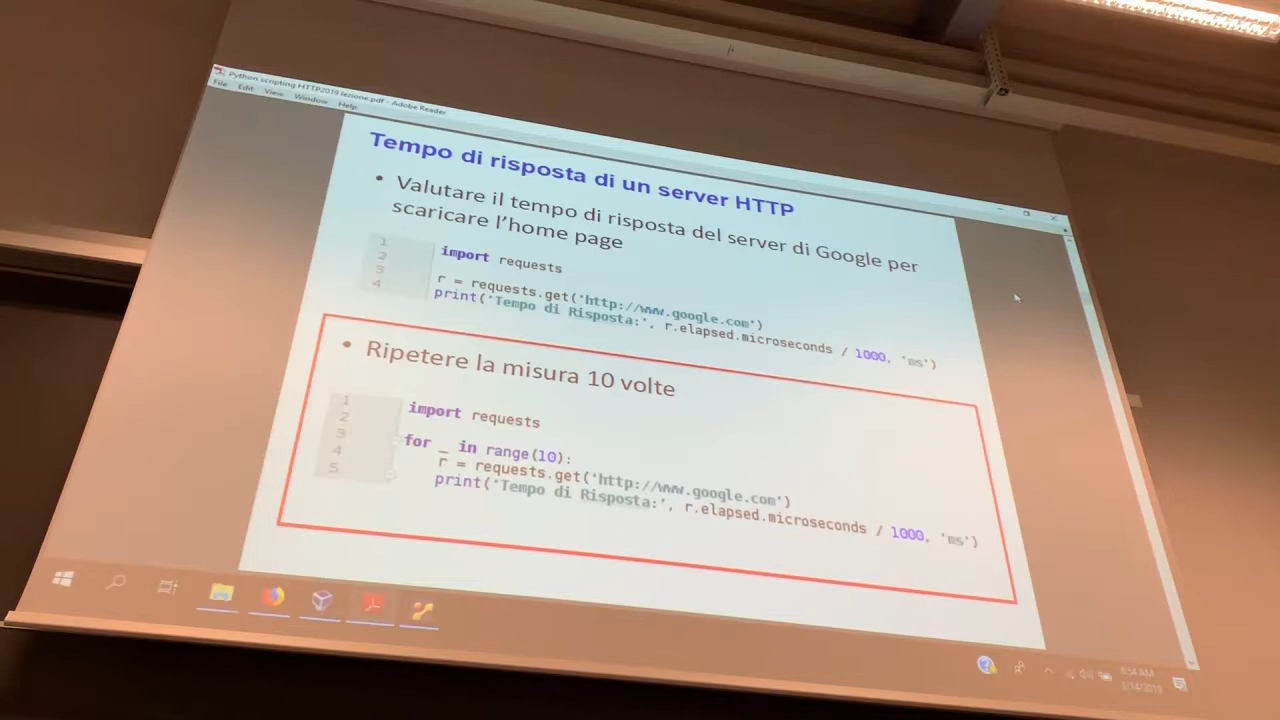 Python scripting HTTP2019 lezione.pdf - Adobe Reader
File Edit View Window Help
Tempo di risposta di un server HTTP
• Valutare il tempo di risposta del server di Google per
scaricare l'home page
1
2
3
4
import requests
r = requests.get('http://www.google.com')
print('Tempo di Risposta:', r.elapsed.microseconds / 1000, 'ms')
• Ripetere la misura 10 volte
1
2
3
4
5
import requests
for _ in range(10):
r = requests.get('http://www.google.com')
print('Tempo di Risposta:', r.elapsed.microseconds / 1000, 'ms')
8:54 AM